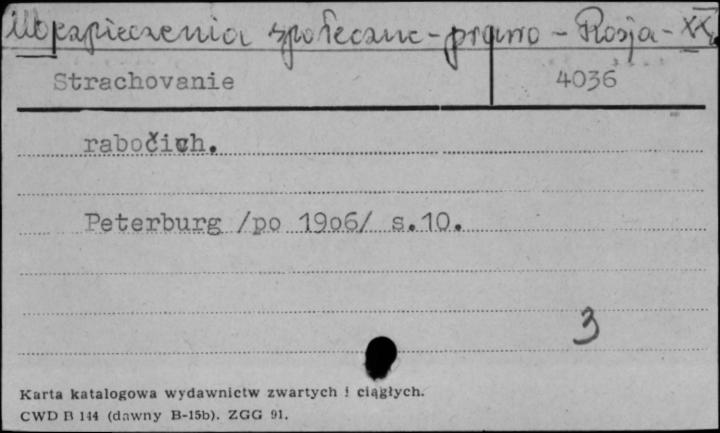 Ubezpieczenia społeczne - prawo - Rosja - XX.
Strachovanie 4036
rabočich.
Peterburg /po 1906/ s.10.
3
Karta katalogowa wydawnictw zwartych i ciągłych.
CWD B 144 (dawny B-15b). ZGG 91.